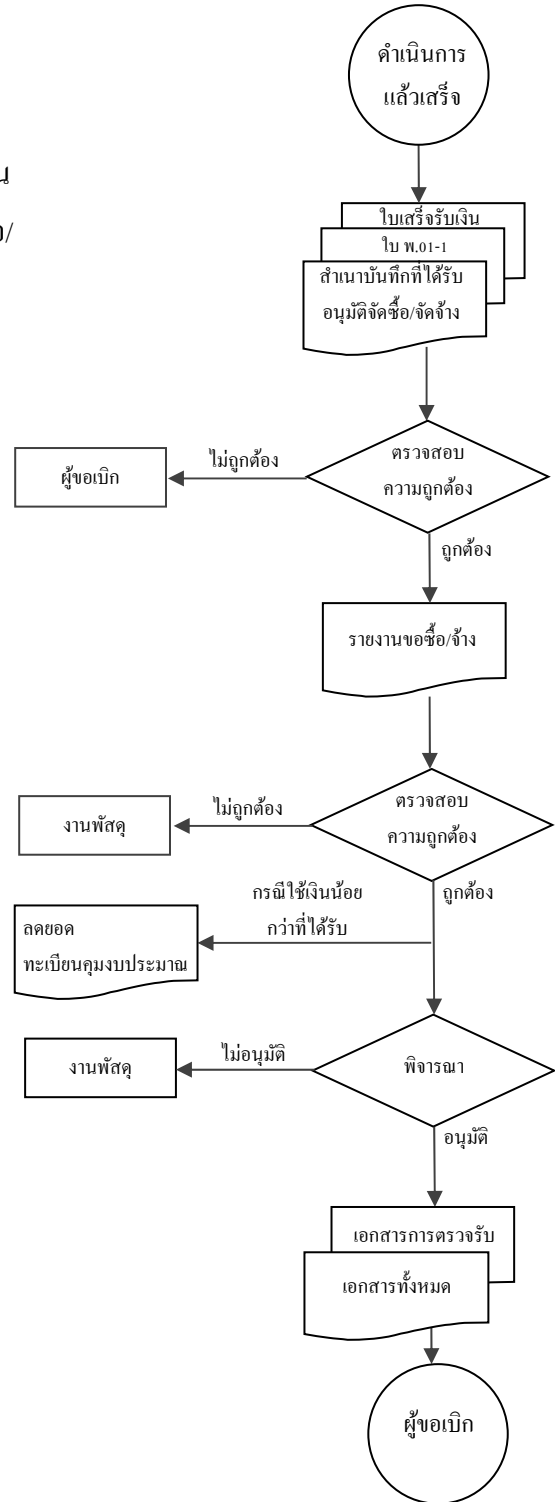 ดำเนินการ
แล้วเสร็จ
น
/
ใบเสร็จรับเงิน
ใบ พ.01-1
สำเนาบันทึกที่ได้รับ
อนุมัติจัดซื้อ/จัดจ้าง
ตรวจสอบ
ความถูกต้อง
ไม่ถูกต้อง
ผู้ขอเบิก
ถูกต้อง
รายงานขอซื้อ/จ้าง
ตรวจสอบ
ความถูกต้อง
ไม่ถูกต้อง
งานพัสดุ
ถูกต้อง
กรณีใช้เงินน้อย
กว่าที่ได้รับ
ลดยอด
ทะเบียนคุมงบประมาณ
พิจารณา
ไม่อนุมัติ
งานพัสดุ
อนุมัติ
เอกสารการตรวจรับ
เอกสารทั้งหมด
ผู้ขอเบิก